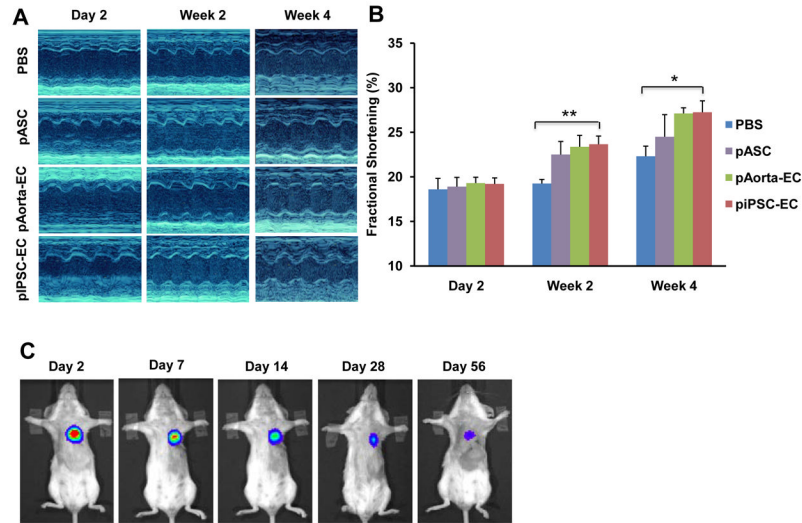 A
Day 2
Week 2
Week 4
PBS
pASC
pAorta-EC
pIPSC-EC
B
Fractional Shortening (%)
35
30
25
20
15
10
**
*
PBS
pASC
pAorta-EC
piPSC-EC
Day 2
Week 2
Week 4
C
Day 2
Day 7
Day 14
Day 28
Day 56